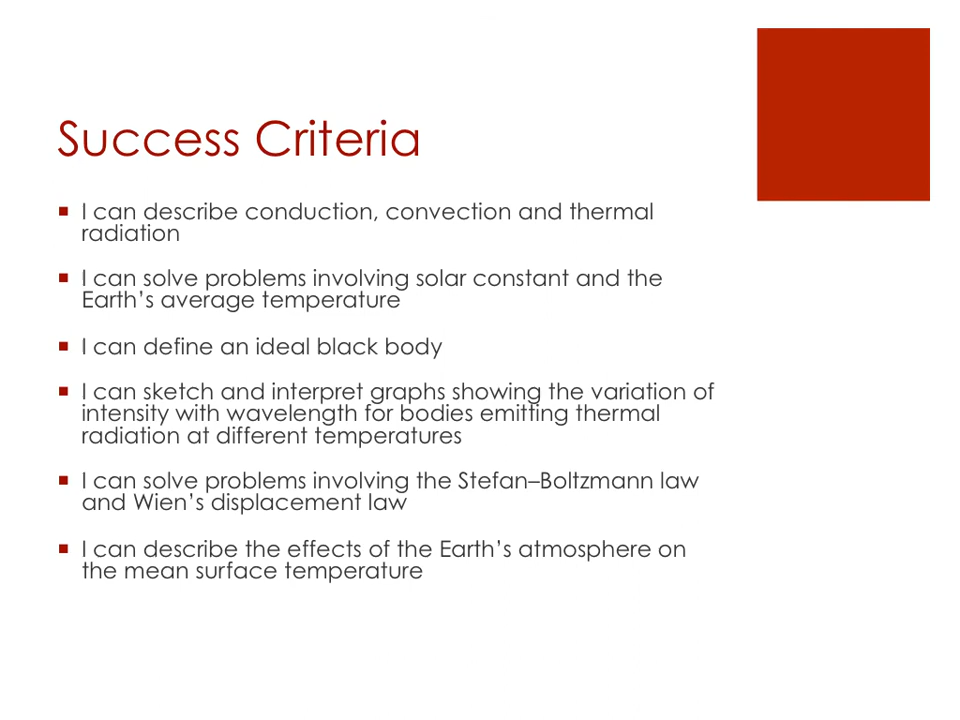 Success Criteria
I can describe conduction, convection and thermal
radiation
I can solve problems involving solar constant and the
Earth’s average temperature
I can define an ideal black body
I can sketch and interpret graphs showing the variation of
intensity with wavelength for bodies emitting thermal
radiation at different temperatures
I can solve problems involving the Stefan–Boltzmann law
and Wien’s displacement law
I can describe the effects of the Earth’s atmosphere on
the mean surface temperature